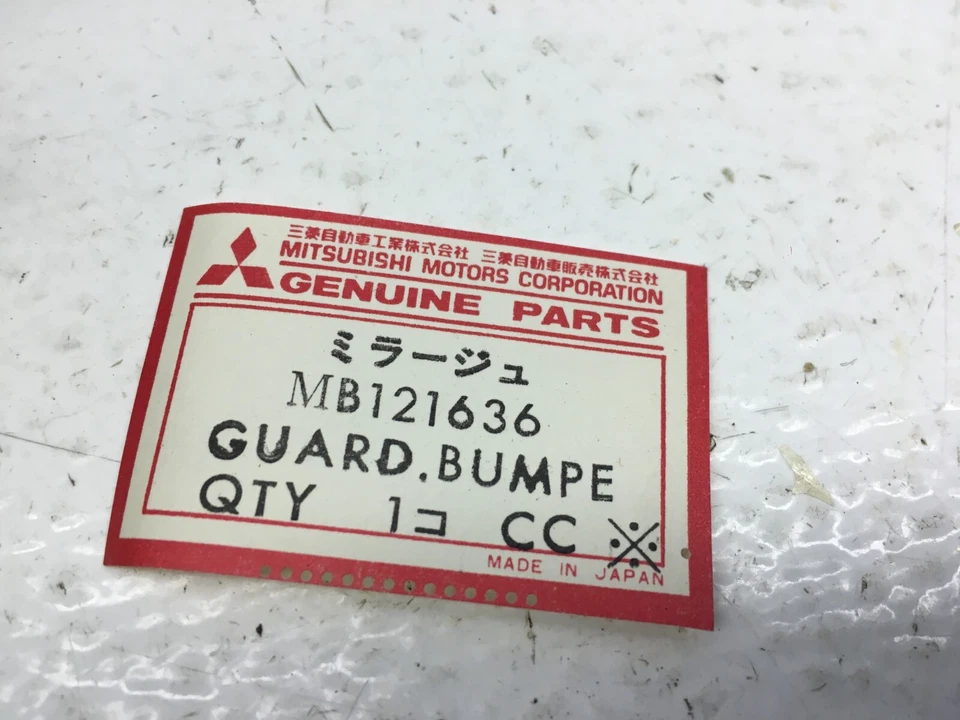 三菱自動車工業株式会社 三菱自動車販売株式会社
MITSUBISHI MOTORS CORPORATION
GENUINE PARTS
ミラージュ
MB121636
GUARD.BUMPE
QTY 1コ CC ※
MADE IN JAPAN